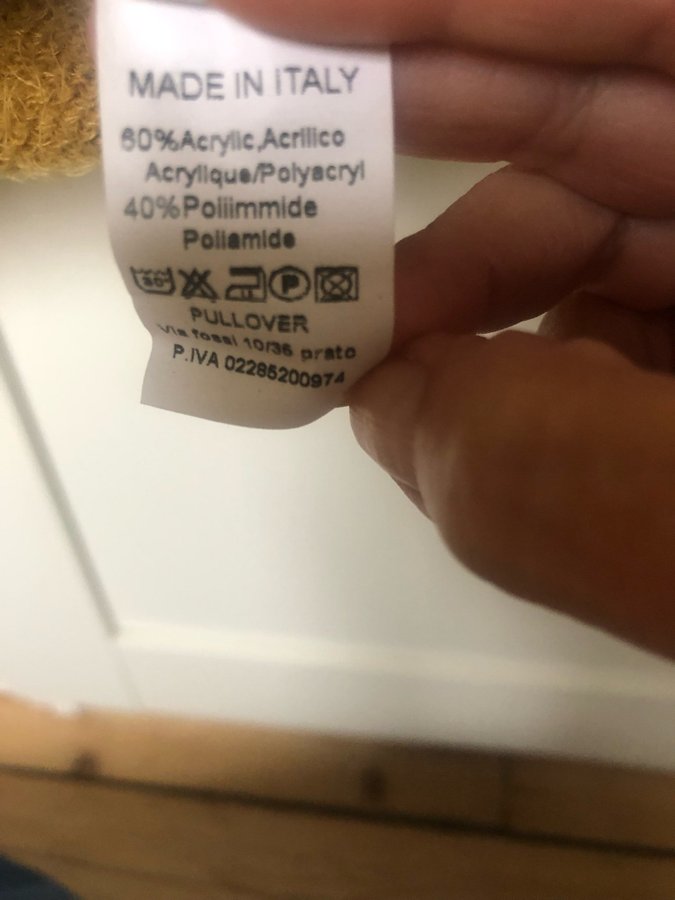 MADE IN ITALY
60%Acrylic,Acrilico
Acrylique/Polyacryl
40%Poliimmide
Poliamide
P
PULLOVER
Via fossi 10/36 prato
P.IVA 02285200974